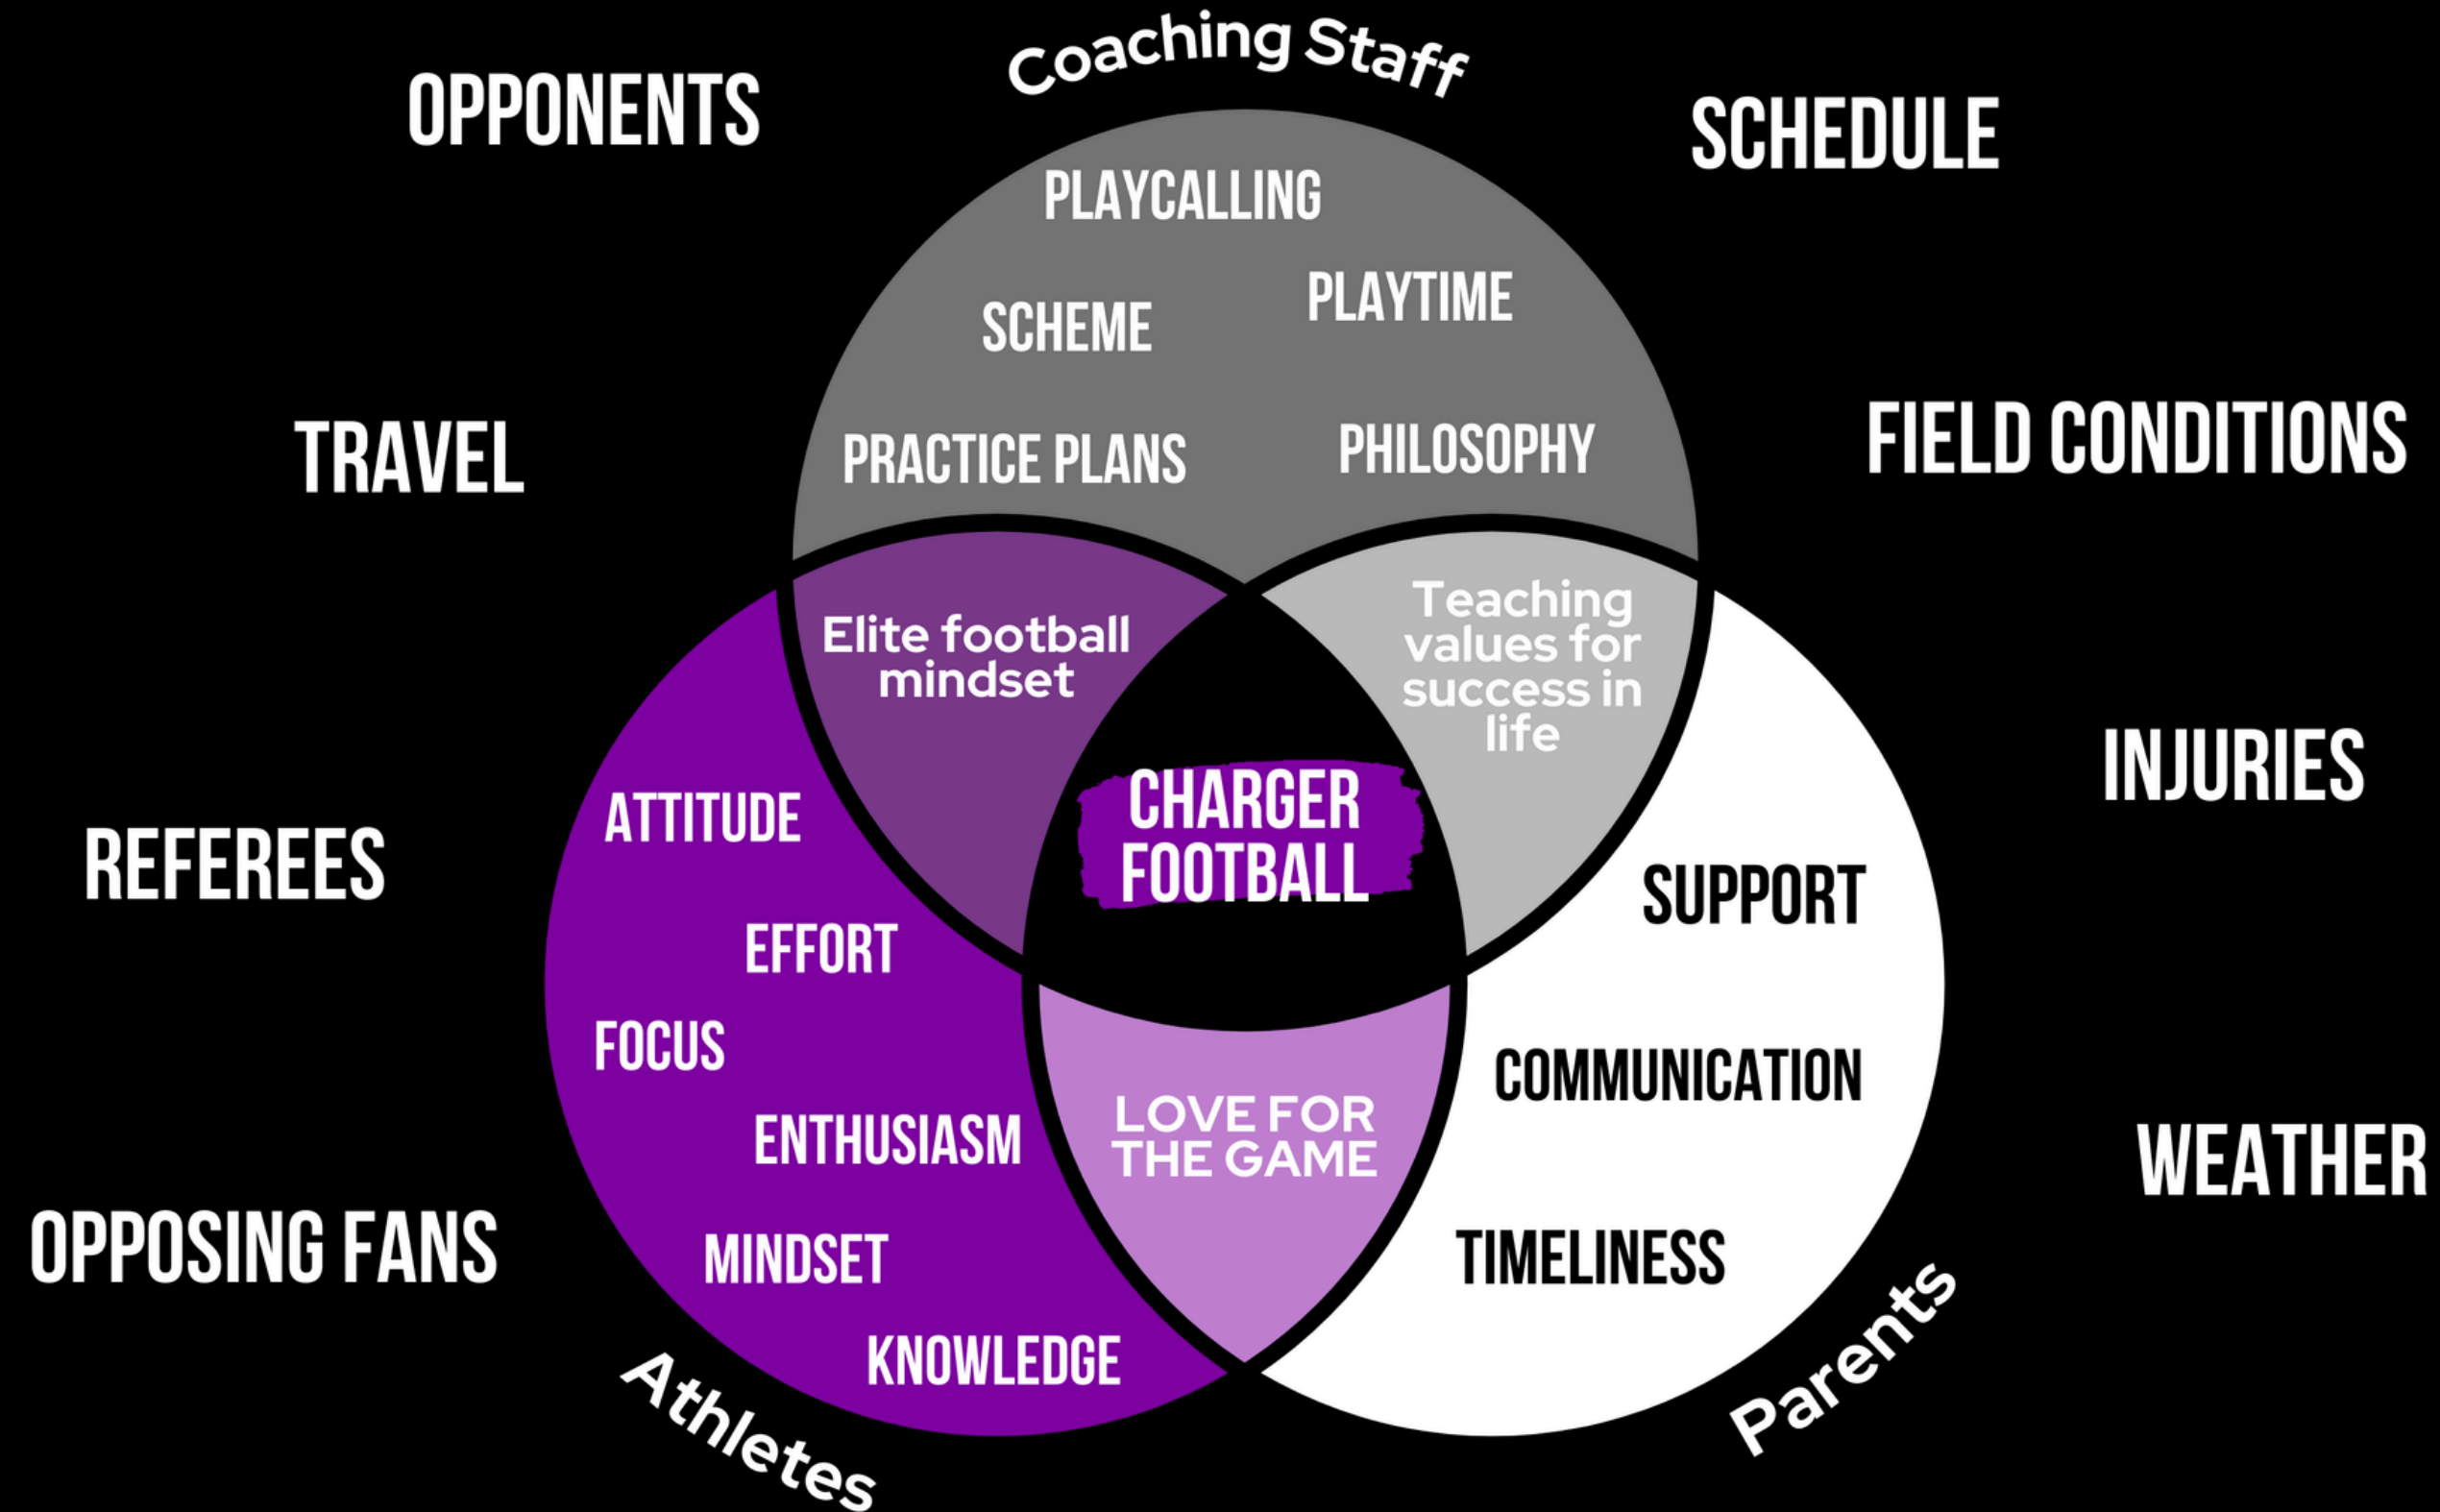 Coaching Staff
OPPONENTS
SCHEDULE
PLAYCALLING
PLAYTIME
SCHEME
TRAVEL
PRACTICE PLANS
PHILOSOPHY
FIELD CONDITIONS
Elite football
mindset
Teaching
values for
success in
life
CHARGER
FOOTBALL
INJURIES
ATTITUDE
REFEREES
SUPPORT
EFFORT
FOCUS
COMMUNICATION
ENTHUSIASM
LOVE FOR
THE GAME
WEATHER
OPPOSING FANS
MINDSET
TIMELINESS
KNOWLEDGE
Athletes
Parents